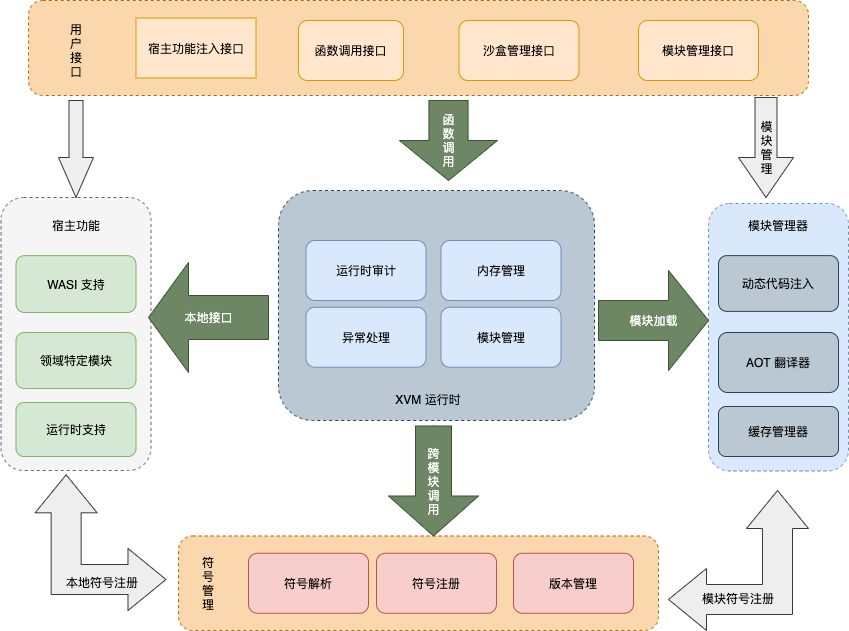 用户接口
宿主功能注入接口
函数调用接口
沙盒管理接口
模块管理接口
函数调用
模块管理
宿主功能
WASI 支持
领域特定模块
运行时支持
本地接口
运行时审计
内存管理
异常处理
模块管理
XVM 运行时
模块加载
模块管理器
动态代码注入
AOT 翻译器
缓存管理器
跨模块调用
本地符号注册
符号管理
符号解析
符号注册
版本管理
模块符号注册